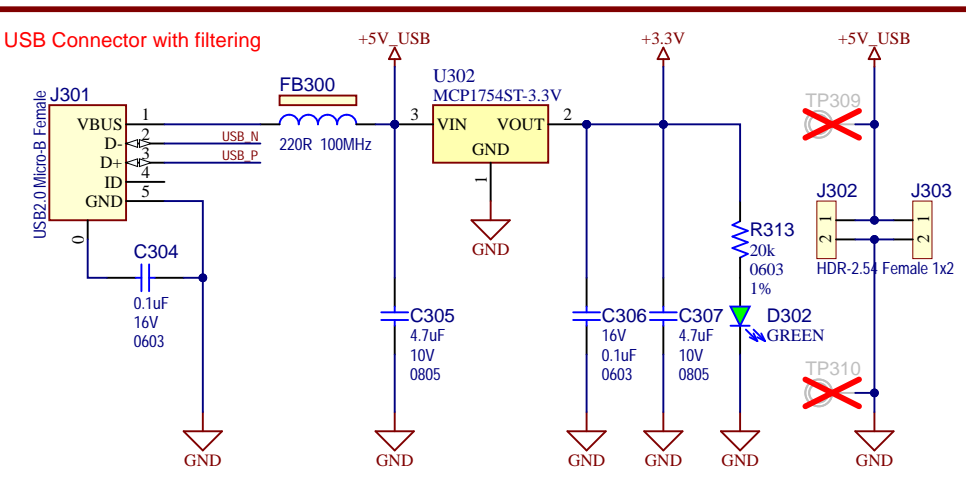 USB Connector with filtering
+5V_USB
+3.3V
+5V_USB
J301
USB2.0 Micro-B Female
VBUS 1
D- 2
D+ 3
ID 4
GND 5
0
USB_N
USB_P
FB300
220R 100MHz
U302
MCP1754ST-3.3V
3 VIN VOUT 2
GND
1
GND
C304
0.1uF
16V
0603
GND
C305
4.7uF
10V
0805
GND
C306
16V
0.1uF
0603
GND
C307
4.7uF
10V
0805
GND
R313
20k
0603
1%
D302
GREEN
GND
TP309
J302 J303
1 1
2 2
HDR-2.54 Female 1x2
TP310
GND